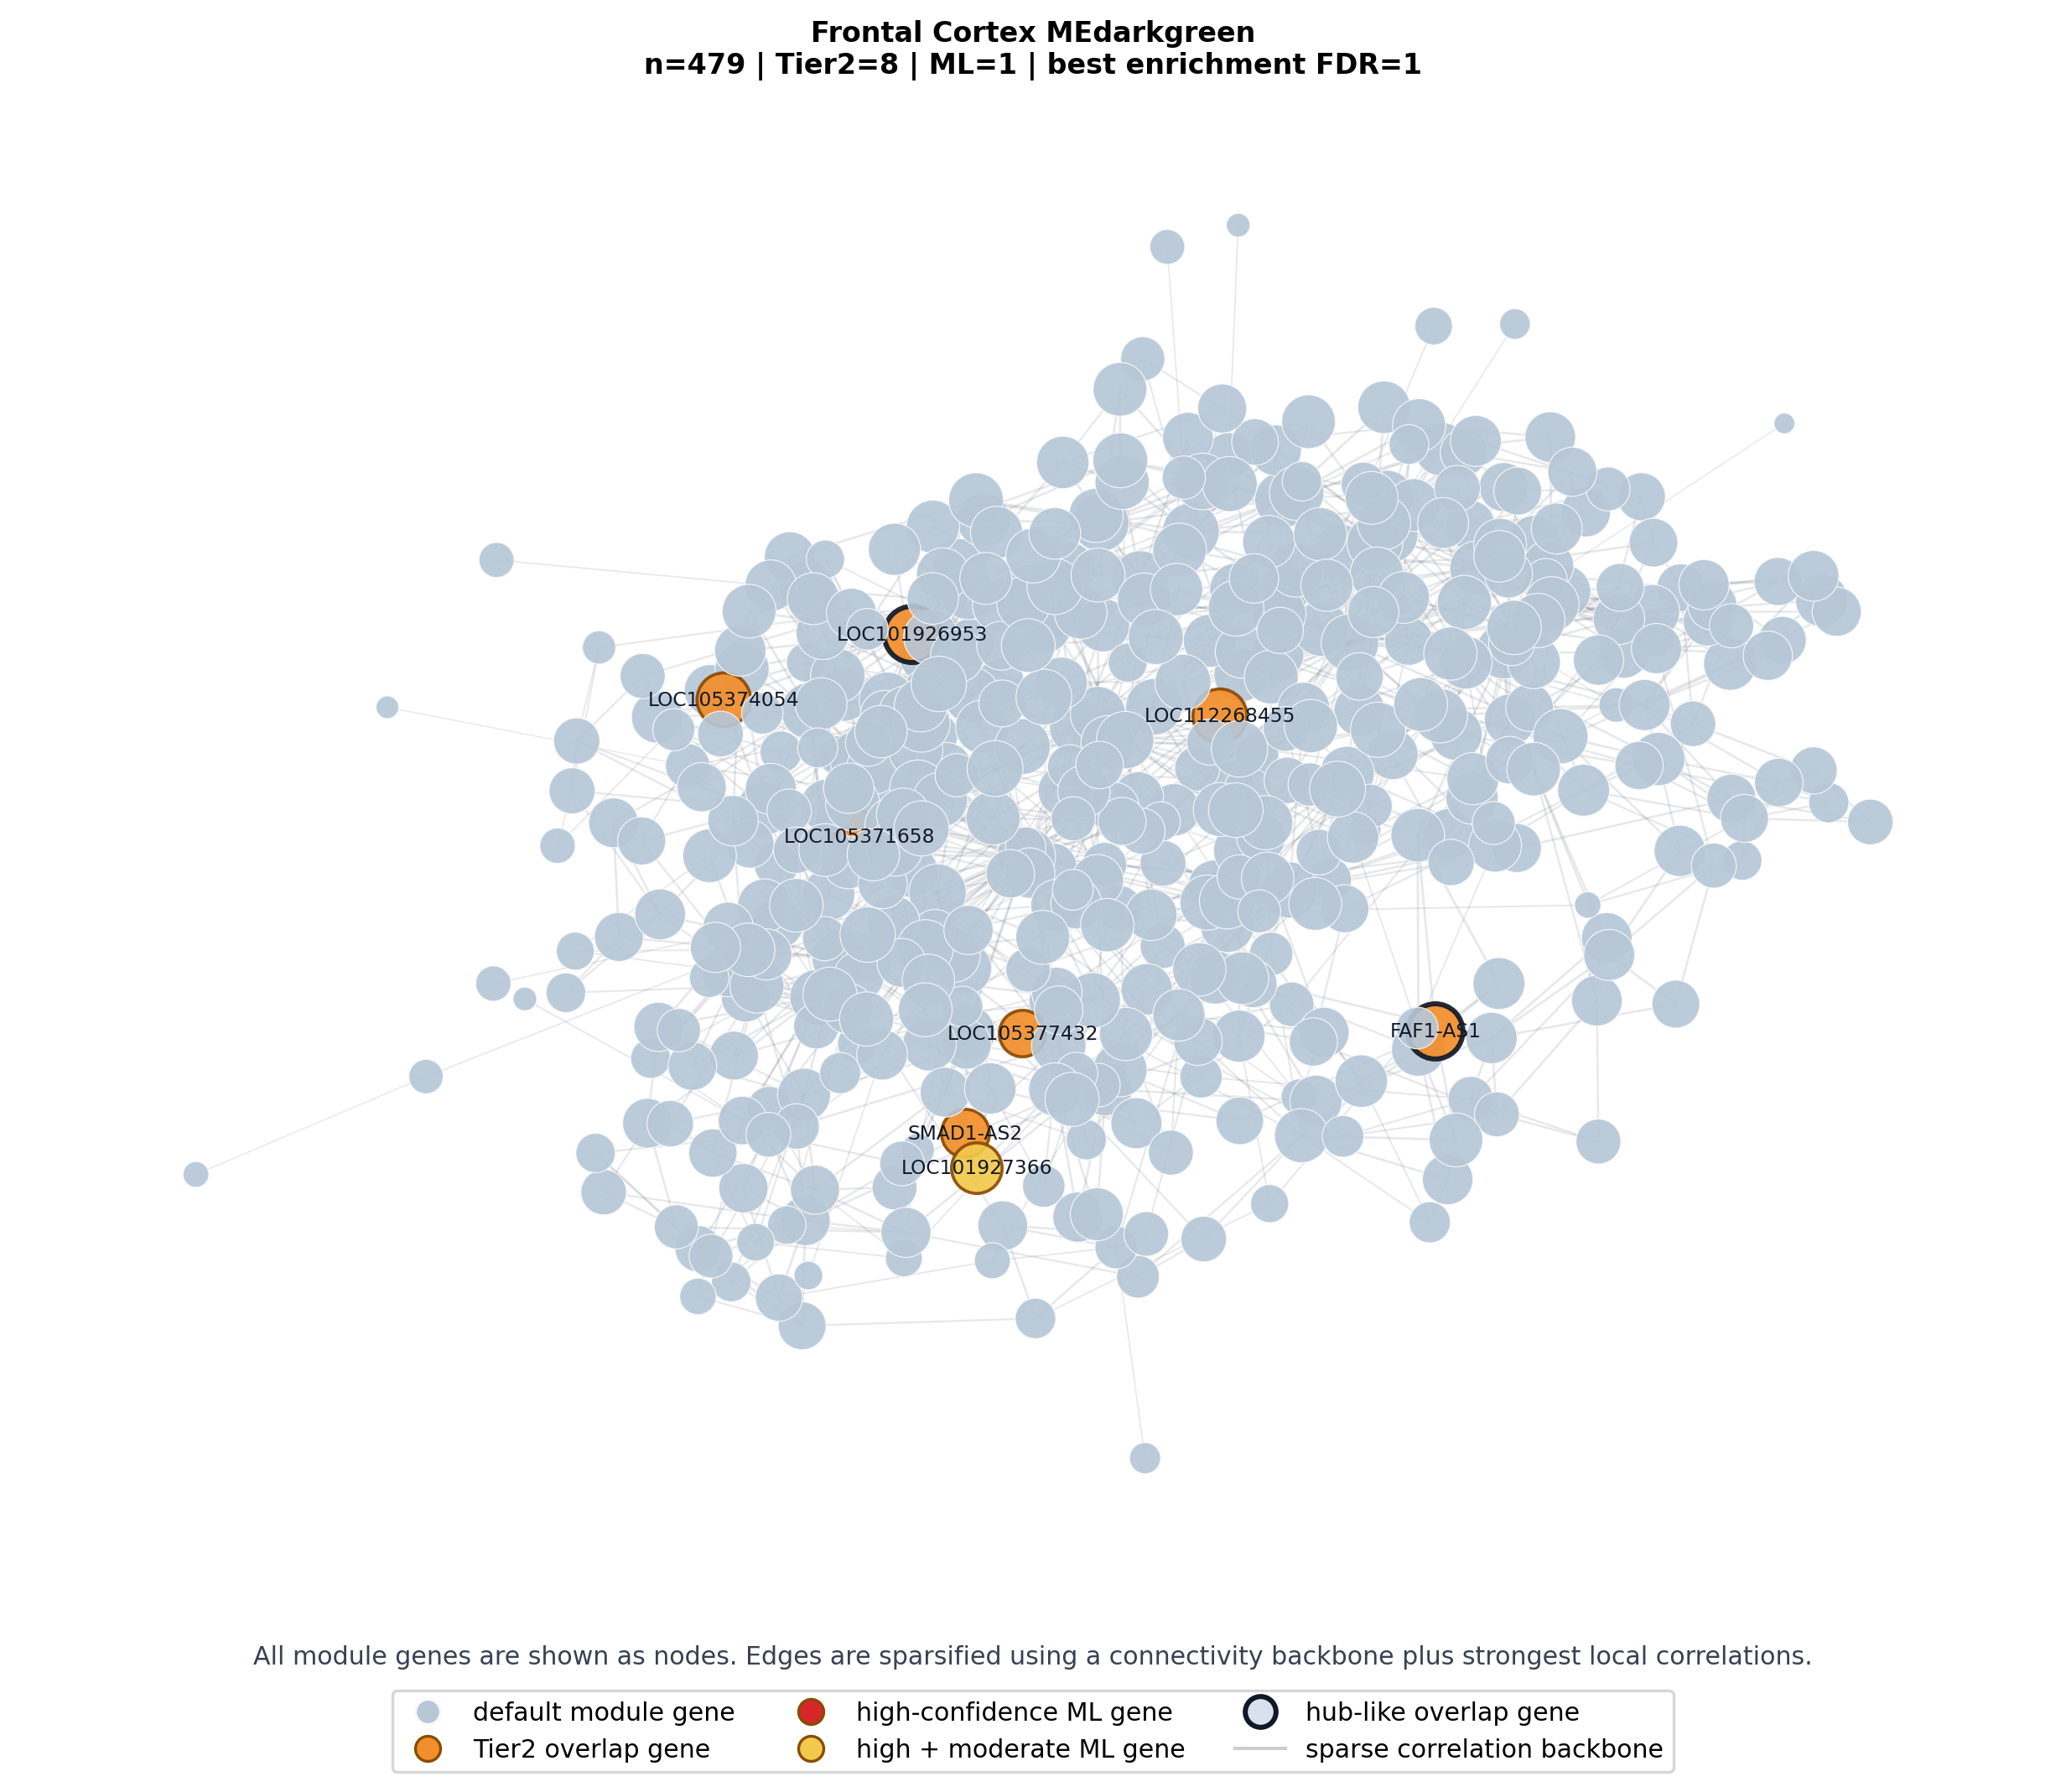 Frontal Cortex MEdarkgreen
n=479 | Tier2=8 | ML=1 | best enrichment FDR=1
LOC101926953
LOC105374054
LOC112268455
LOC105371658
FAF1-AS1
LOC105377432
SMAD1-AS2
LOC101927366
All module genes are shown as nodes. Edges are sparsified using a connectivity backbone plus strongest local correlations.
default module gene
Tier2 overlap gene
high-confidence ML gene
high + moderate ML gene
hub-like overlap gene
sparse correlation backbone